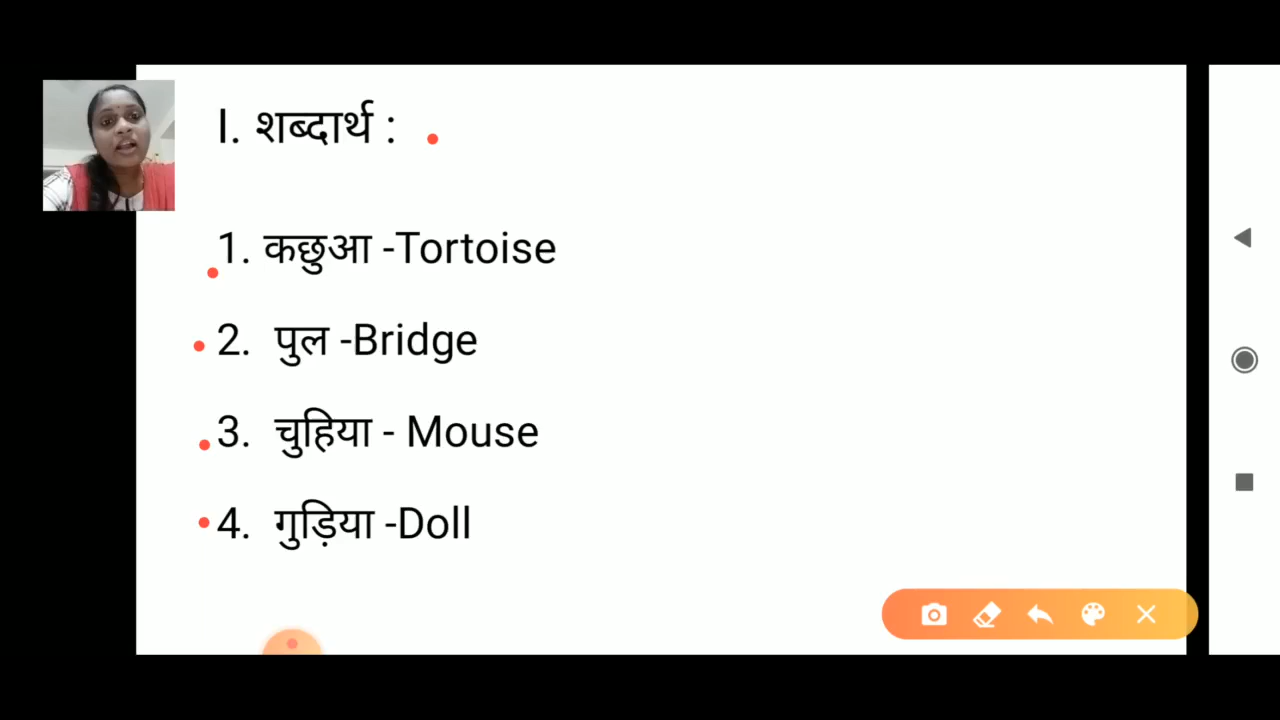 I. शब्दार्थ :
1. कछुआ -Tortoise
2. पुल -Bridge
3. चुहिया - Mouse
4. गुड़िया -Doll